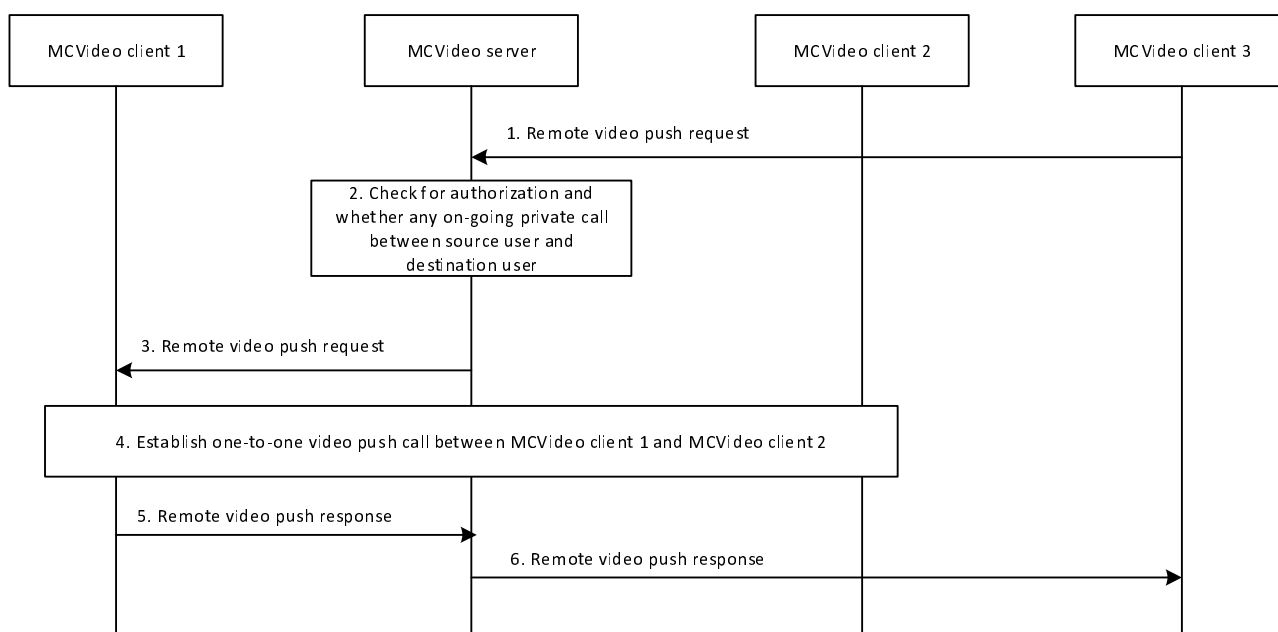 MCVideo client 1
MCVideo server
MCVideo client 2
MCVideo client 3
1. Remote video push request
2. Check for authorization and
whether any on-going private call
between source user and
destination user
3. Remote video push request
4. Establish one-to-one video push call between MCVideo client 1 and MCVideo client 2
5. Remote video push response
6. Remote video push response